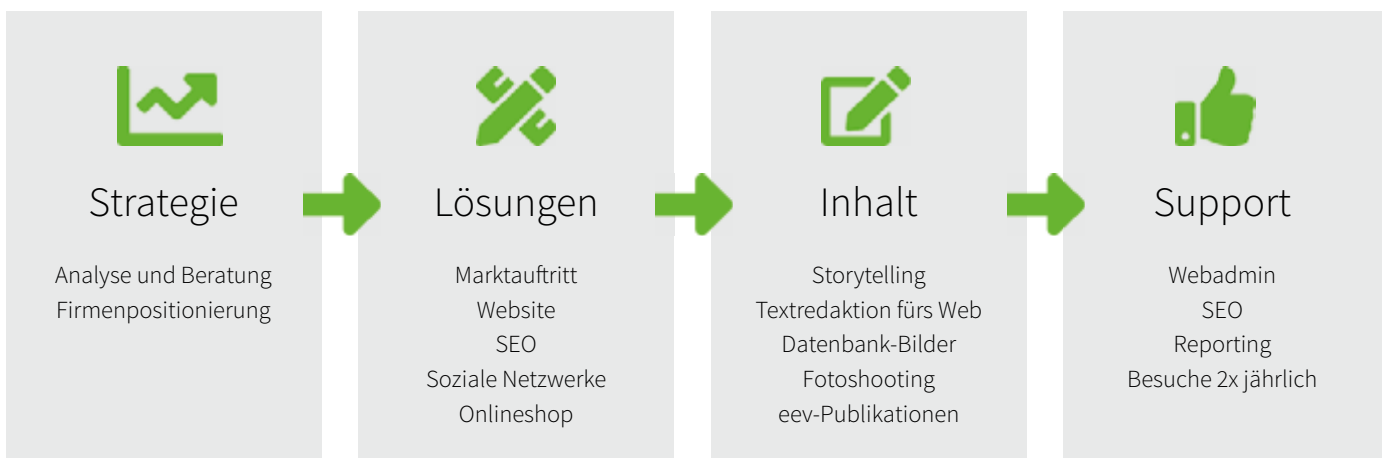 Strategie
Analyse und Beratung
Firmenpositionierung
Lösungen
Marktauftritt
Website
SEO
Soziale Netzwerke
Onlineshop
Inhalt
Storytelling
Textredaktion fürs Web
Datenbank-Bilder
Fotoshooting
eev-Publikationen
Support
Webadmin
SEO
Reporting
Besuche 2x jährlich